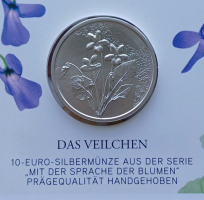 DAS VEILCHEN
10-EURO-SILBERMÜNZE AUS DER SERIE
„MIT DER SPRACHE DER BLUMEN"
PRÄGEQUALITÄT HANDGEHOBEN